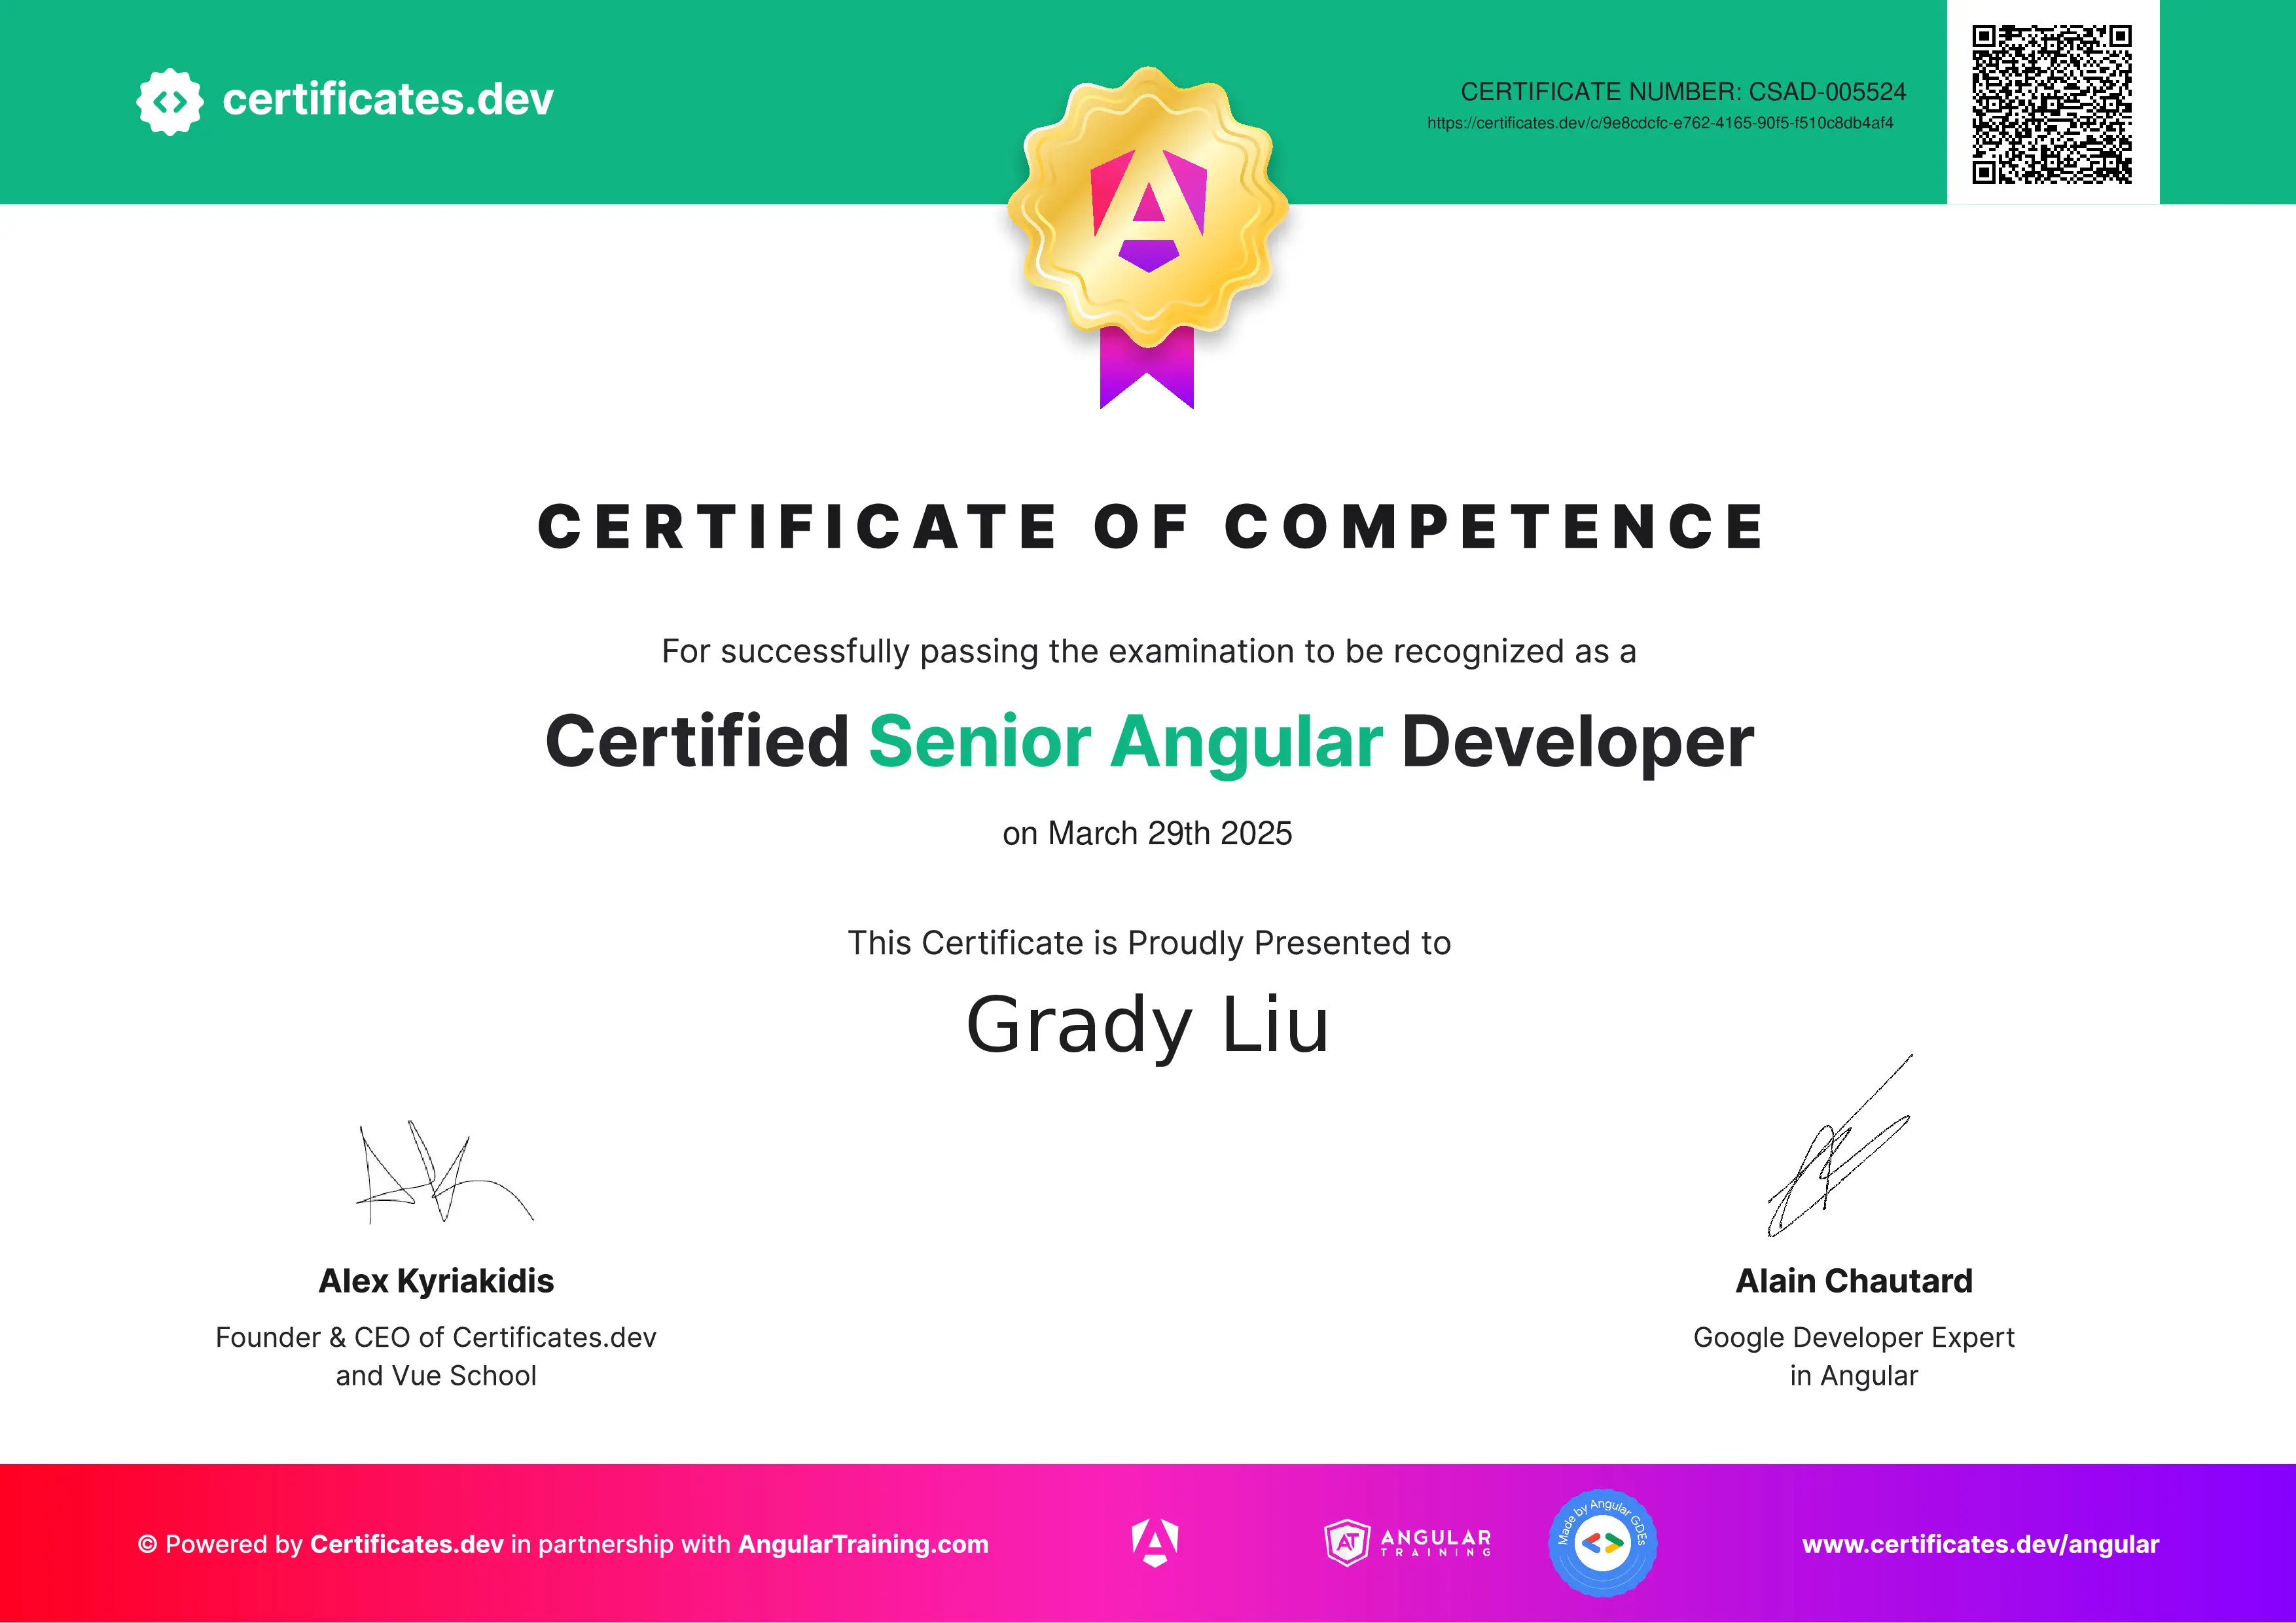 certificates.dev
CERTIFICATE NUMBER: CSAD-005524
https://certificates.dev/c/9e8cdcfc-e762-4165-90f5-f510c8db4af4
CERTIFICATE OF COMPETENCE
For successfully passing the examination to be recognized as a
Certified Senior Angular Developer
on March 29th 2025
This Certificate is Proudly Presented to
Grady Liu
Alex Kyriakidis
Founder & CEO of Certificates.dev
and Vue School
Alain Chautard
Google Developer Expert
in Angular
© Powered by Certificates.dev in partnership with AngularTraining.com
AT
ANGULAR
TRAINING
Made by Angular GDEs
www.certificates.dev/angular